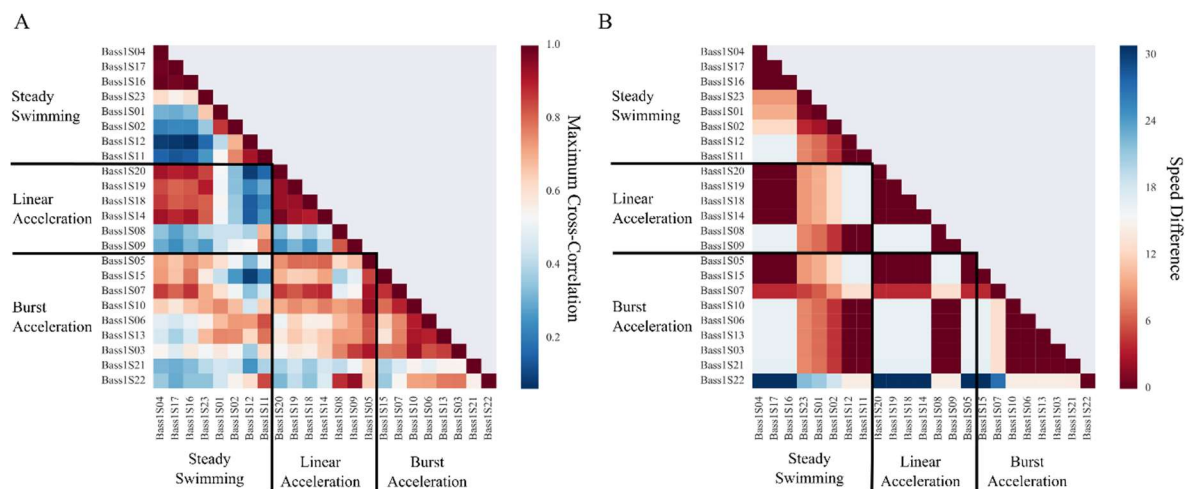 A
Bass1S04
Bass1S17
Bass1S16
Bass1S23
Bass1S01
Bass1S02
Bass1S12
Bass1S11
Bass1S20
Bass1S19
Bass1S18
Bass1S14
Bass1S08
Bass1S09
Bass1S05
Bass1S15
Bass1S07
Bass1S10
Bass1S06
Bass1S13
Bass1S03
Bass1S21
Bass1S22
Steady
Swimming
Linear
Acceleration
Burst
Acceleration
Bass1S04
Bass1S17
Bass1S16
Bass1S23
Bass1S01
Bass1S02
Bass1S12
Bass1S11
Bass1S20
Bass1S19
Bass1S18
Bass1S14
Bass1S08
Bass1S09
Bass1S05
Bass1S15
Bass1S07
Bass1S10
Bass1S06
Bass1S13
Bass1S03
Bass1S21
Bass1S22
Steady
Swimming
Linear
Acceleration
Burst
Acceleration
1.0
0.8
0.6
0.4
0.2
Maximum Cross-Correlation
B
Bass1S04
Bass1S17
Bass1S16
Bass1S23
Bass1S01
Bass1S02
Bass1S12
Bass1S11
Bass1S20
Bass1S19
Bass1S18
Bass1S14
Bass1S08
Bass1S09
Bass1S05
Bass1S15
Bass1S07
Bass1S10
Bass1S06
Bass1S13
Bass1S03
Bass1S21
Bass1S22
Steady
Swimming
Linear
Acceleration
Burst
Acceleration
Bass1S04
Bass1S17
Bass1S16
Bass1S23
Bass1S01
Bass1S02
Bass1S12
Bass1S11
Bass1S20
Bass1S19
Bass1S18
Bass1S14
Bass1S08
Bass1S09
Bass1S05
Bass1S15
Bass1S07
Bass1S10
Bass1S06
Bass1S13
Bass1S03
Bass1S21
Bass1S22
Steady
Swimming
Linear
Acceleration
Burst
Acceleration
30
24
18
12
6
0
Speed Difference